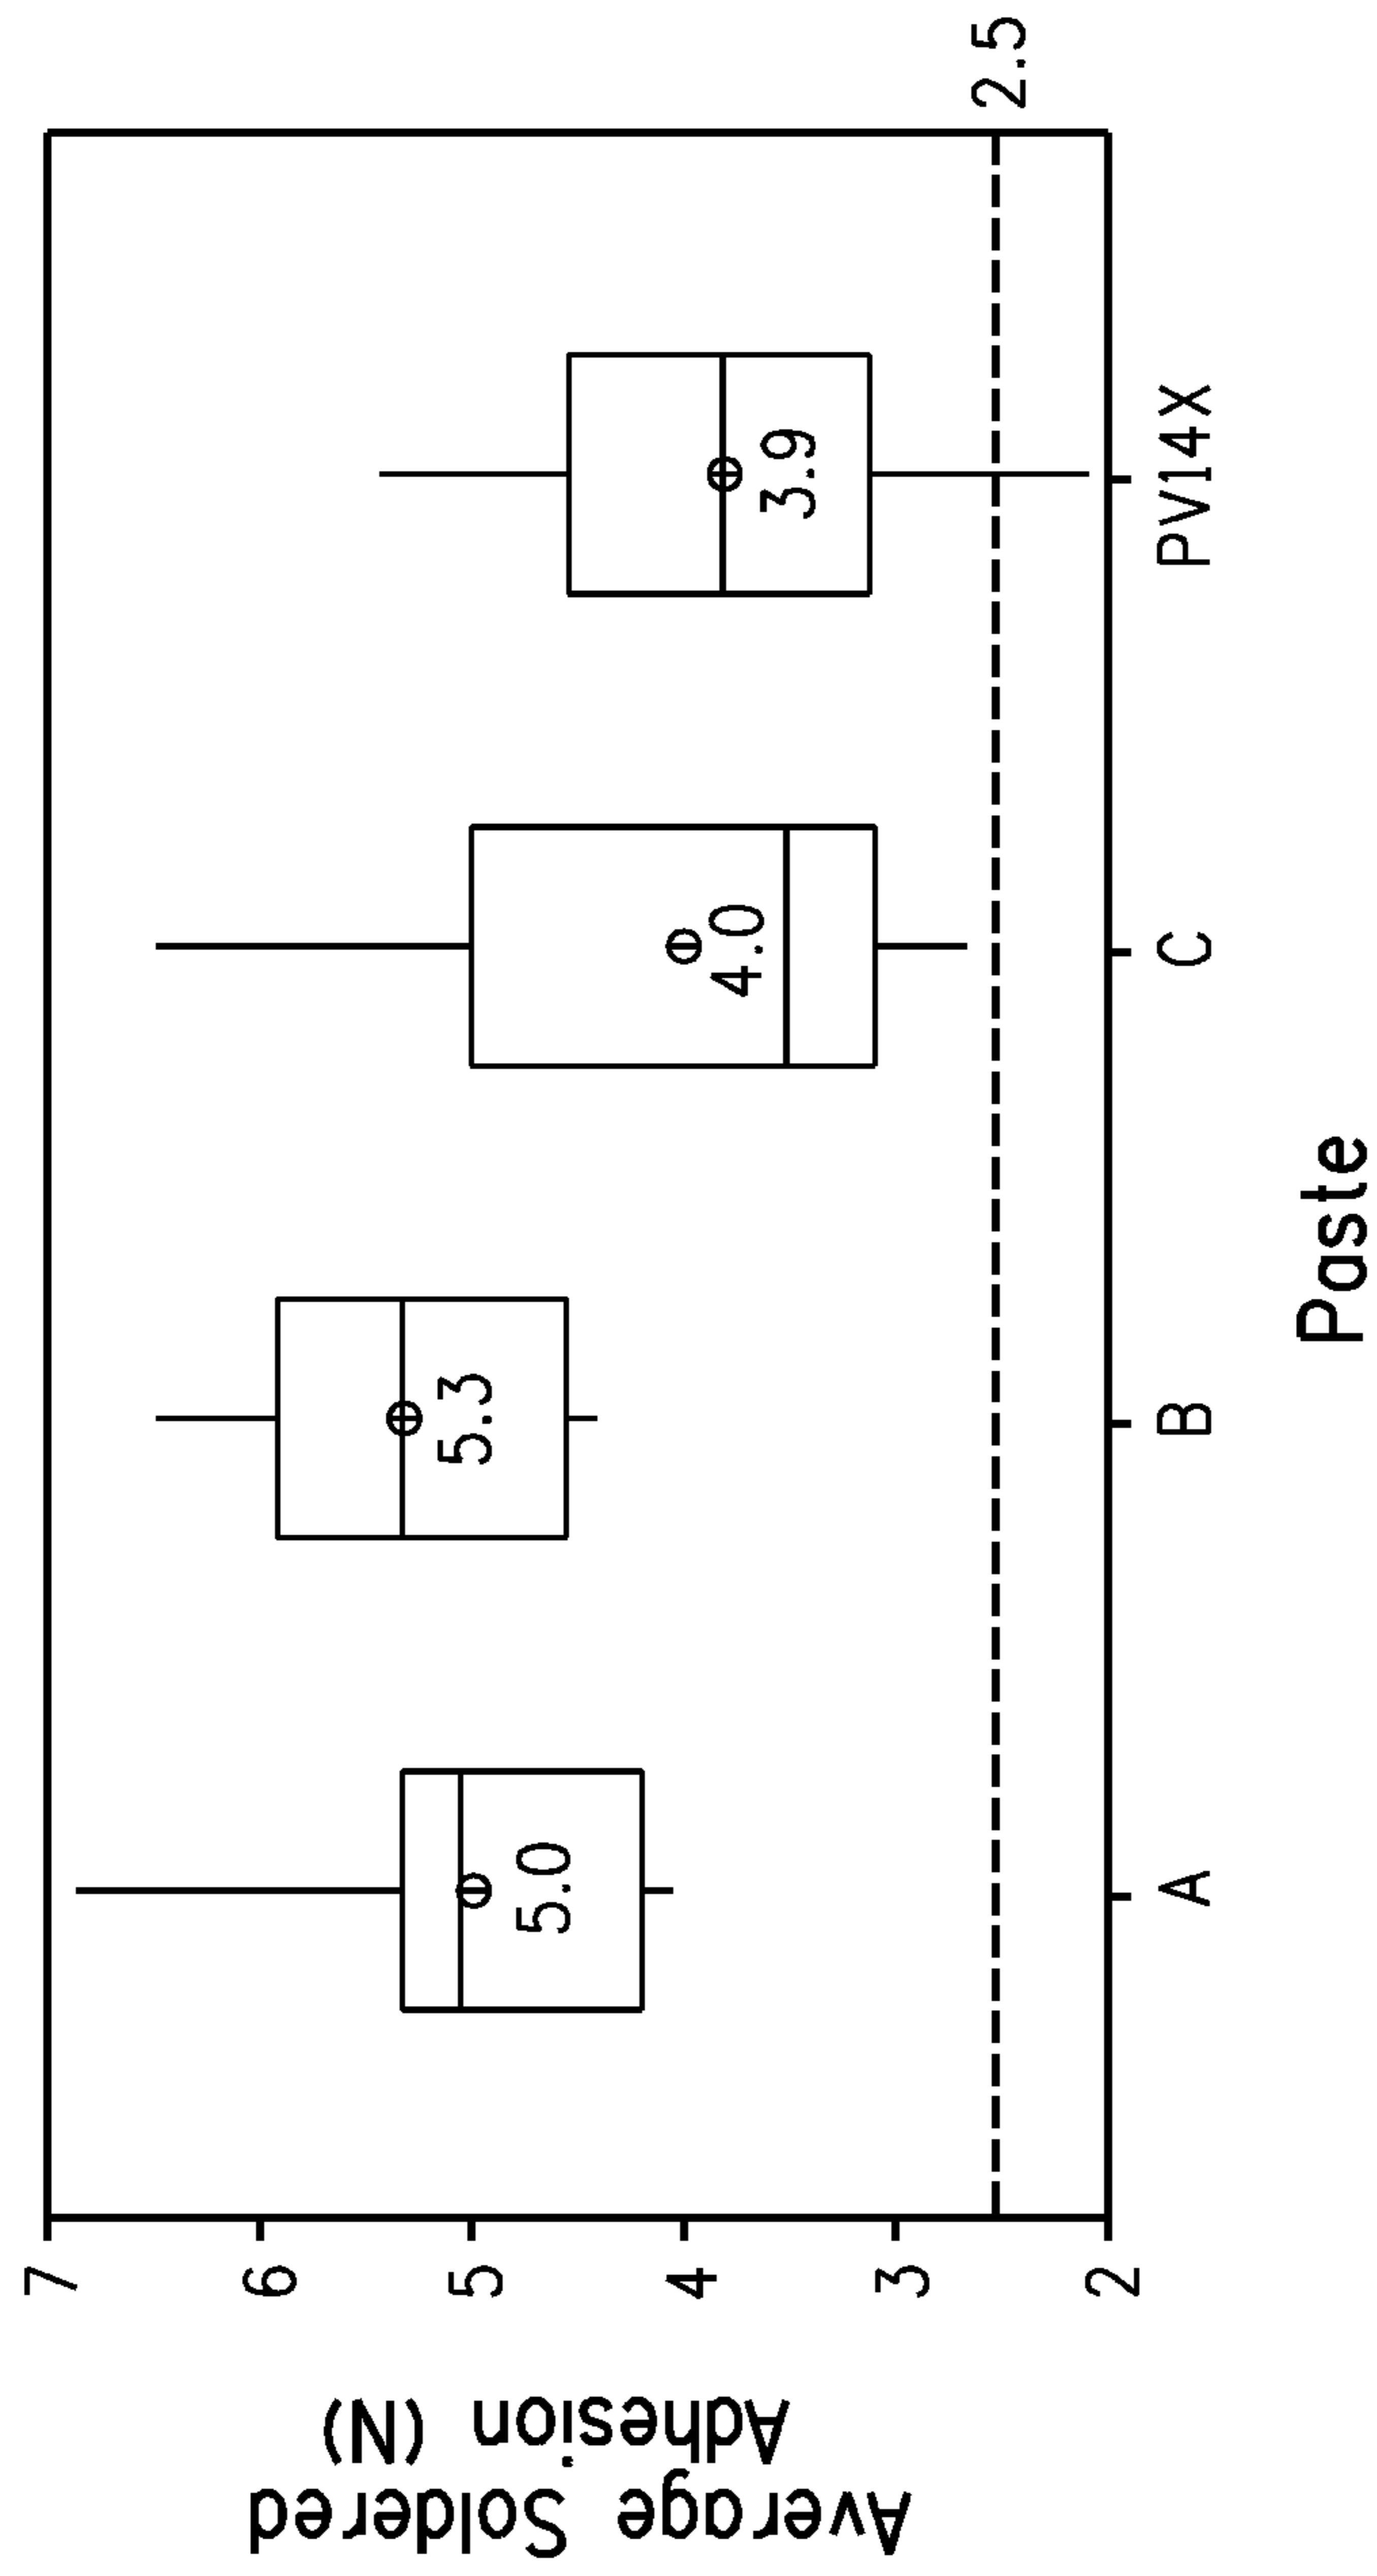 Average Soldered
Adhesion (N)
7
6
5
4
3
2
5.0
5.3
4.0
3.9
2.5
A B C PV14X
Paste